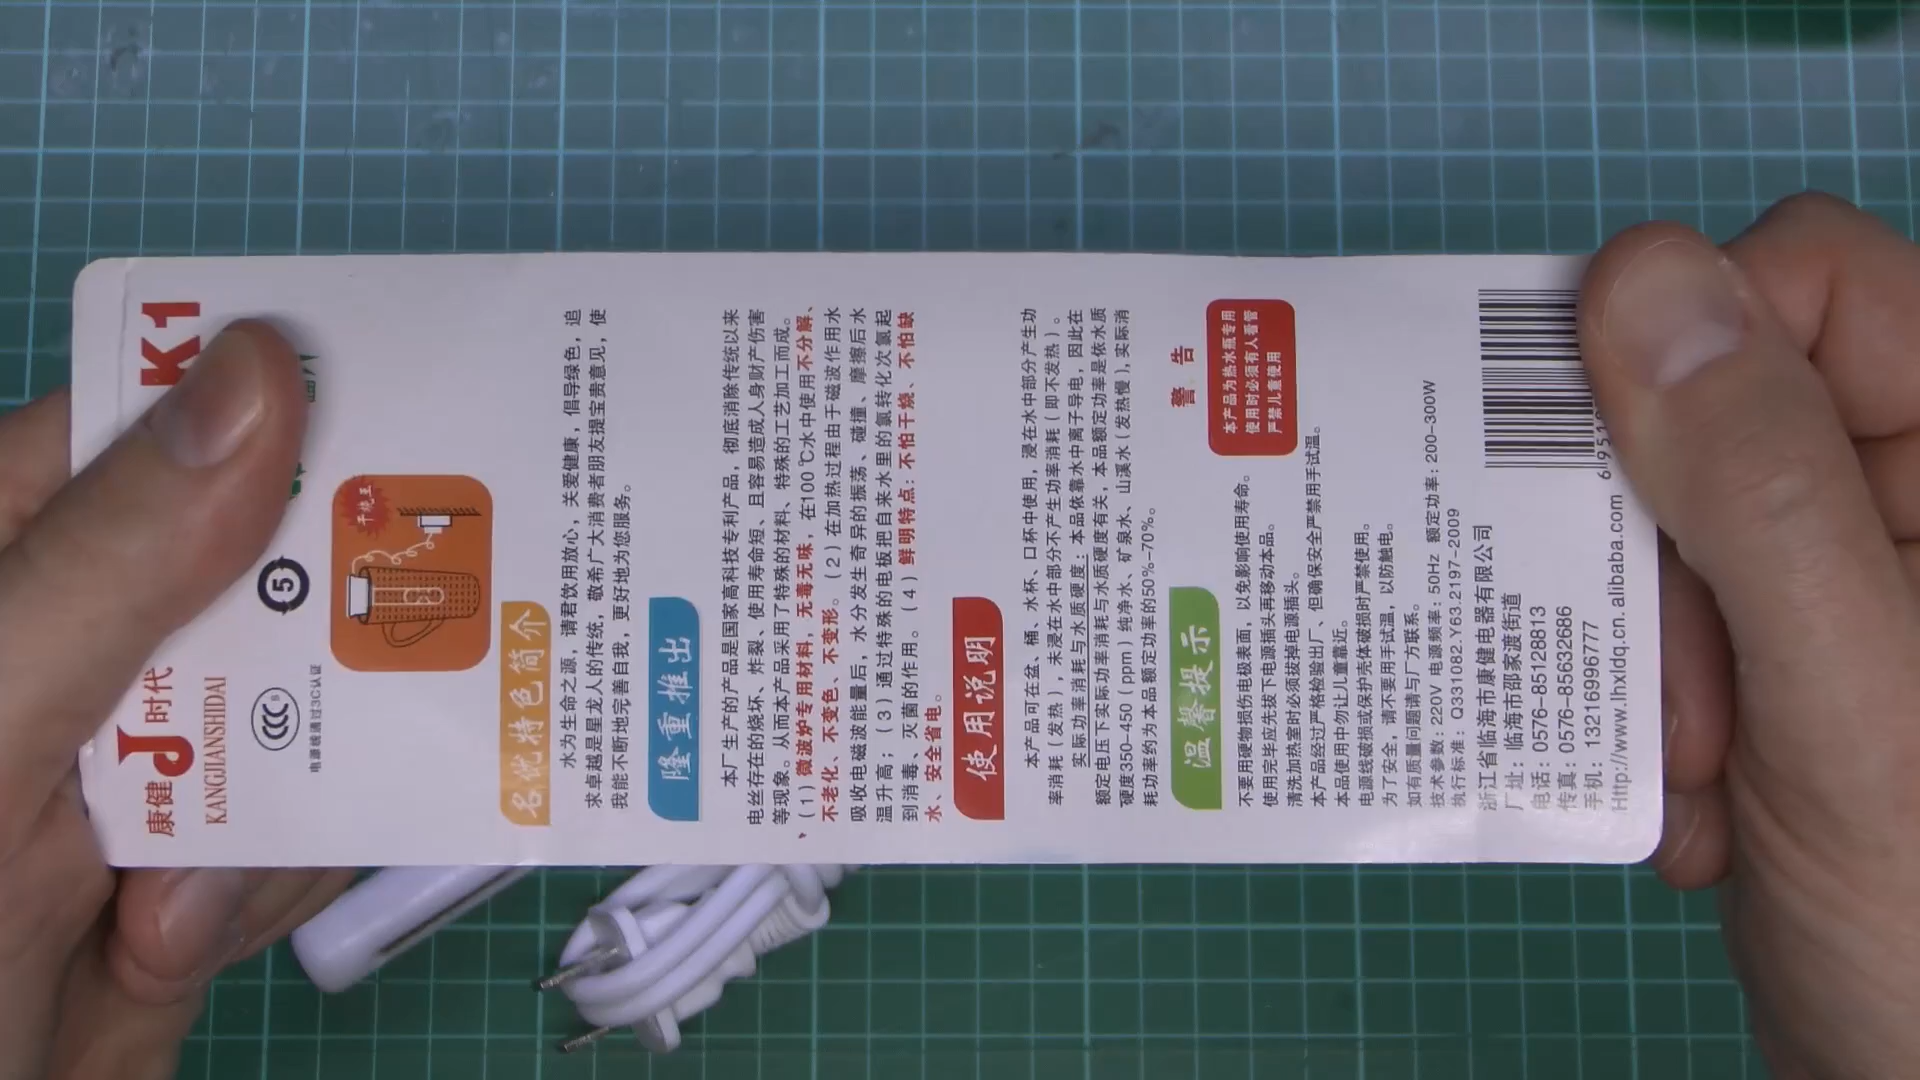 康健J时代
KANGJIANSHIDAI
K1
CCC S
5
电源线通过3C认证
干烧王
名优特色简介
水为生命之源，请君饮用放心，关爱健康，倡导绿色，追
求卓越是星龙人的传统，敬希广大消费者朋友提宝贵意见，使
我能不断地完善自我，更好地为您服务。
隆重推出
本厂生产的产品是国家高科技专利产品，彻底消除传统以来
电丝存在的烧坏、炸裂、使用寿命短、且容易造成人身财产伤害
等现象。从而本产品采用了特殊的材料、特殊的工艺加工而成。
（1）微波炉专用材料，无毒无味，在100℃水中使用不分解、
不老化、不变色、不变形。（2）在加热过程由于磁波作用水
吸收电磁波能量后，水分发生奇异的振荡、碰撞、摩擦后水
温升高；（3）通过特殊的电板把自来水里的氯转化次氯起
到消毒、灭菌的作用。（4）鲜明特点：不怕干烧、不怕缺
水、安全省电。
使用说明
本产品可在盆、桶、水杯、口杯中使用，浸在水中部分产生功
率消耗（发热），未浸在水中部分不产生功率消耗（即不发热）。
实际功率消耗与水质硬度：本品依靠水中离子导电，因此在
额定电压下实际功率消耗与水质硬度有关，本品额定功率是依水质
硬度350-450（ppm）纯净水、矿泉水、山溪水（发热慢），实际消
耗功率约为本品额定功率的50%-70%。
警 告
本产品为热水瓶专用
使用时必须有人看管
严禁儿童使用
温馨提示
不要用硬物损伤电极表面，以免影响使用寿命。
使用完毕应先拔下电源插头再移动本品。
清洗加热室时必须拔掉电源插头。
本产品经过严格检验出厂、但确保安全严禁用手试温。
本品使用中勿让儿童靠近。
电源线破损或保护壳体破损时严禁使用。
为了安全，请不要用手试温，以防触电。
如有质量问题请与厂方联系。
技术参数：220V 电源频率：50Hz 额定功率：200-300W
执行标准：Q331082.Y63.2197-2009
浙江省临海市康健电器有限公司
厂址：临海市邵家渡街道
电话：0576-85128813
传真：0576-85632686
手机：13216996777
Http://www.lhxldq.cn.alibaba.com